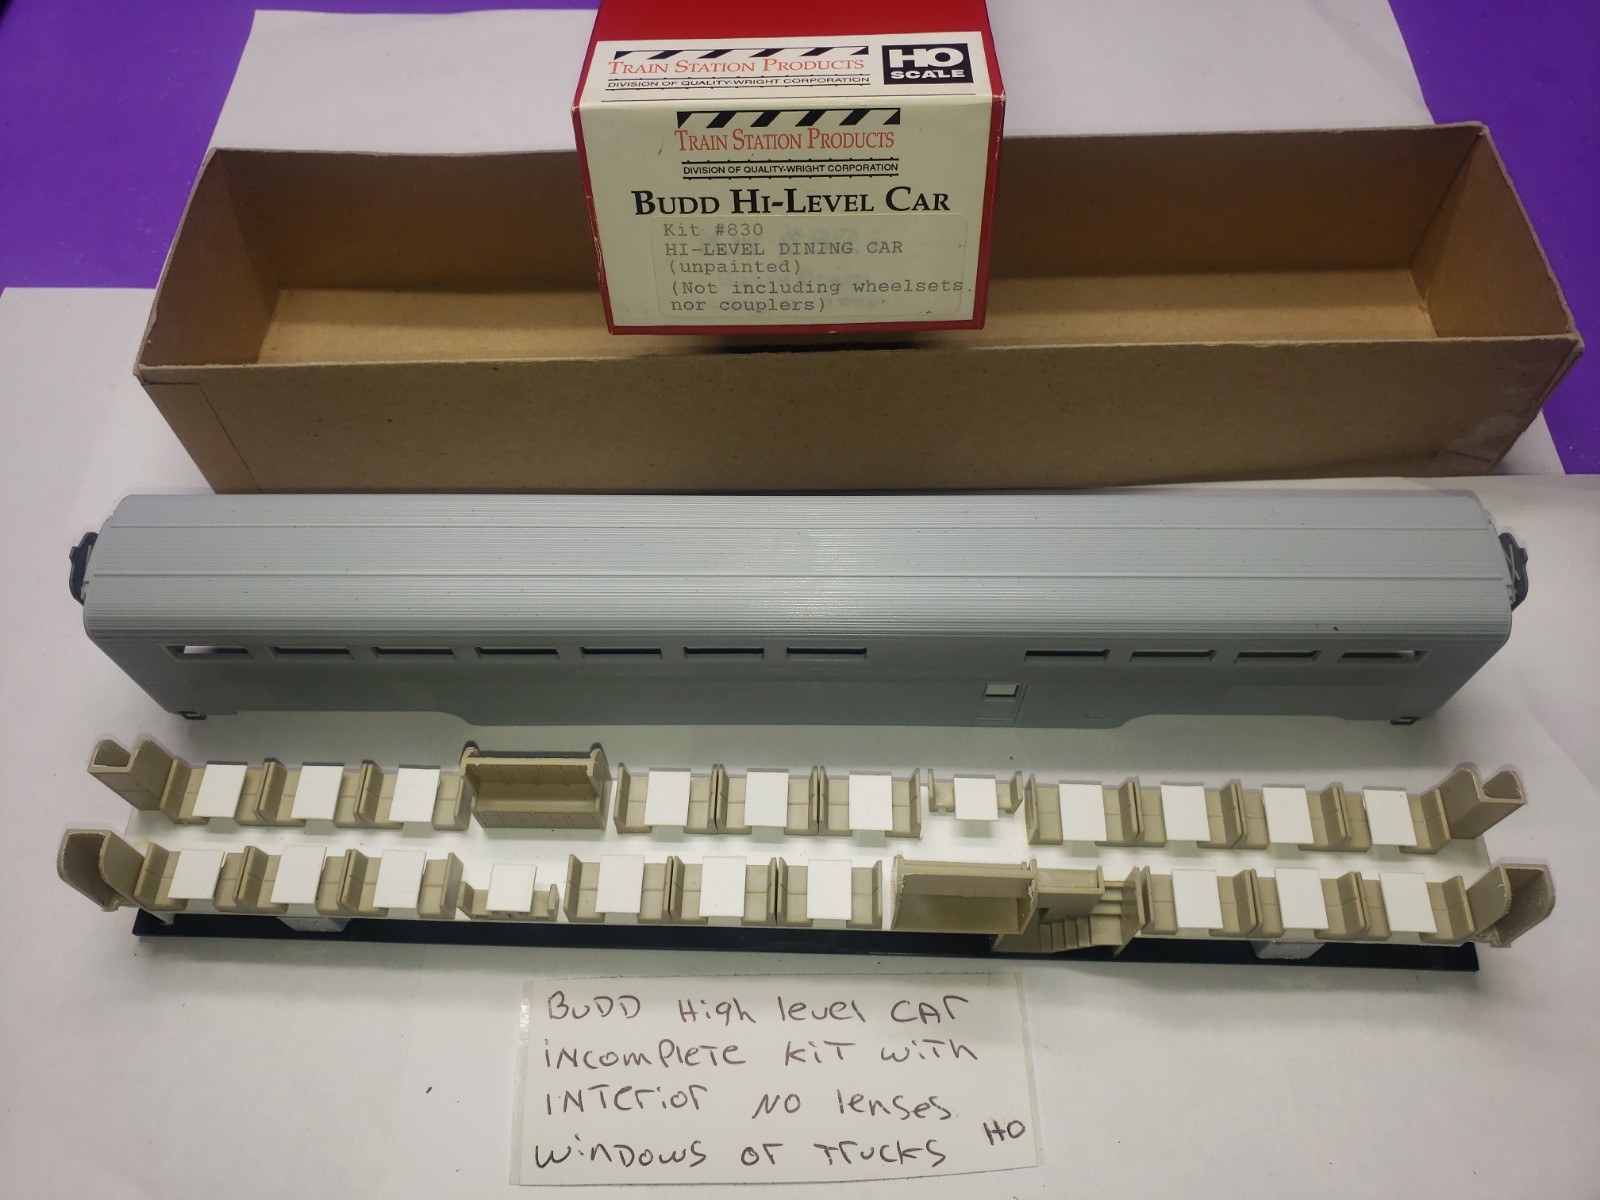 TRAIN STATION PRODUCTS
DIVISION OF QUALITY-WRIGHT CORPORATION
HO
SCALE
TRAIN STATION PRODUCTS
DIVISION OF QUALITY-WRIGHT CORPORATION
BUDD HI-LEVEL CAR
Kit #830
HI-LEVEL DINING CAR
(unpainted)
(Not including wheelsets
nor couplers)
BUDD High level CAr
incomPleTe KiT wiTh
INTerior NO lenses
WinDOWS or Trucks HO